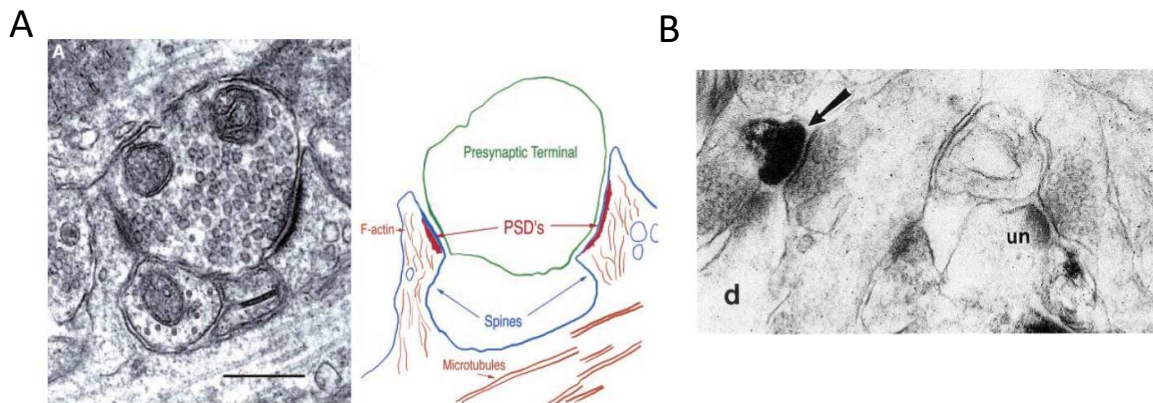 A
A
Presynaptic Terminal
F-actin
PSD's
Spines
Microtubules
B
d
un